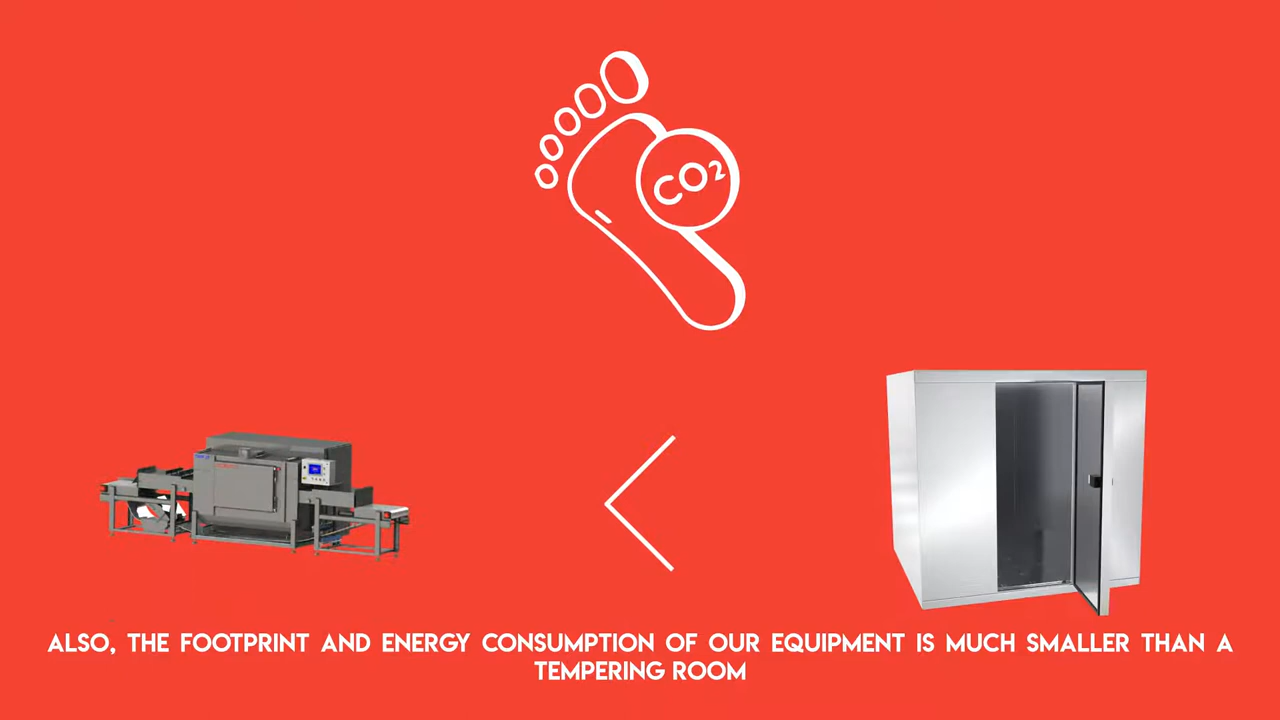 CO2
ALSO, THE FOOTPRINT AND ENERGY CONSUMPTION OF OUR EQUIPMENT IS MUCH SMALLER THAN A
TEMPERING ROOM